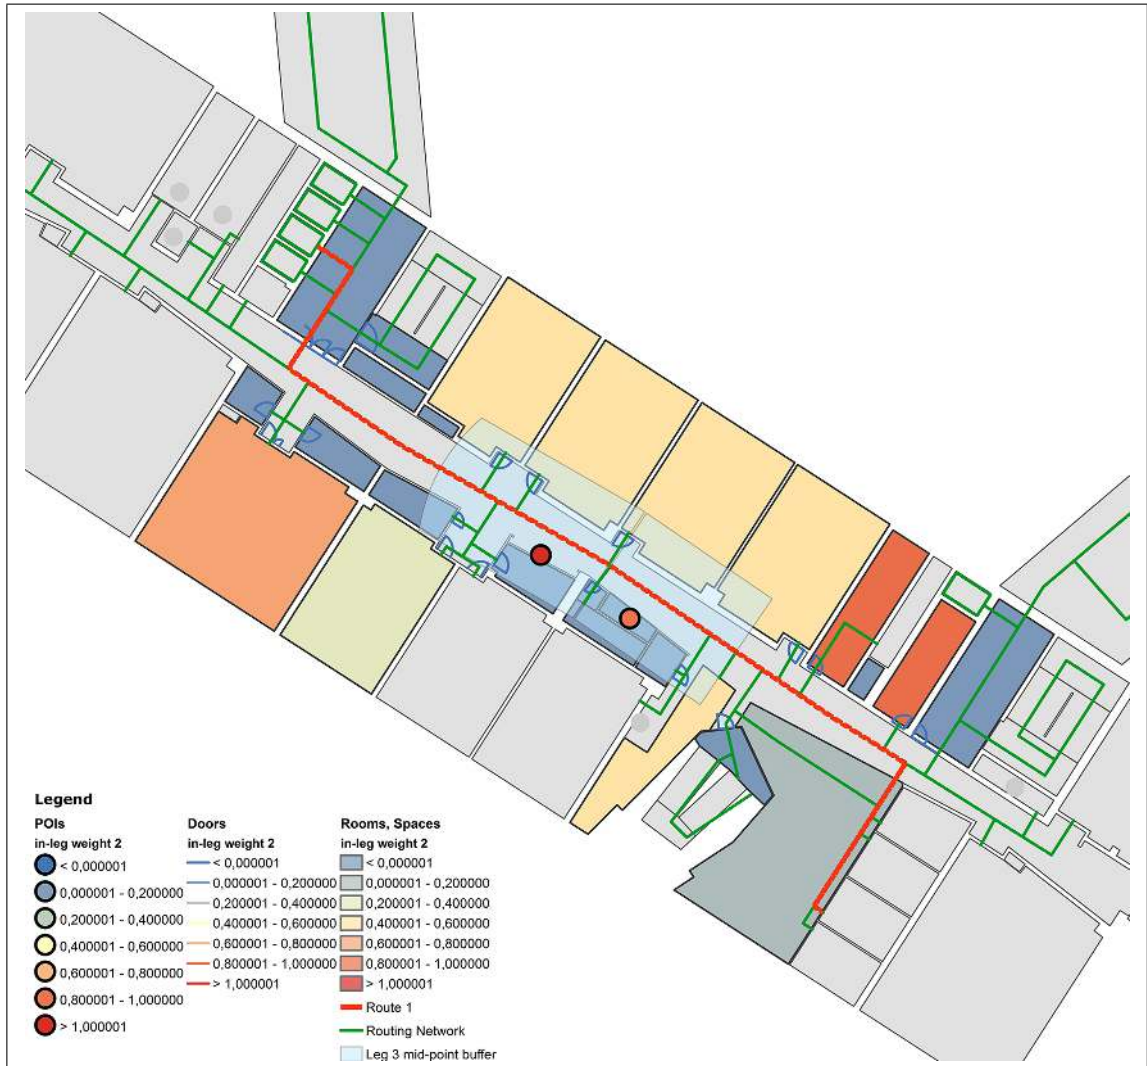 Legend
POIs
in-leg weight 2
< 0,000001
0,000001 - 0,200000
0,200001 - 0,400000
0,400001 - 0,600000
0,600001 - 0,800000
0,800001 - 1,000000
> 1,000001
Doors
in-leg weight 2
< 0,000001
0,000001 - 0,200000
0,200001 - 0,400000
0,400001 - 0,600000
0,600001 - 0,800000
0,800001 - 1,000000
> 1,000001
Rooms, Spaces
in-leg weight 2
< 0,000001
0,000001 - 0,200000
0,200001 - 0,400000
0,400001 - 0,600000
0,600001 - 0,800000
0,800001 - 1,000000
> 1,000001
Route 1
Routing Network
Leg 3 mid-point buffer